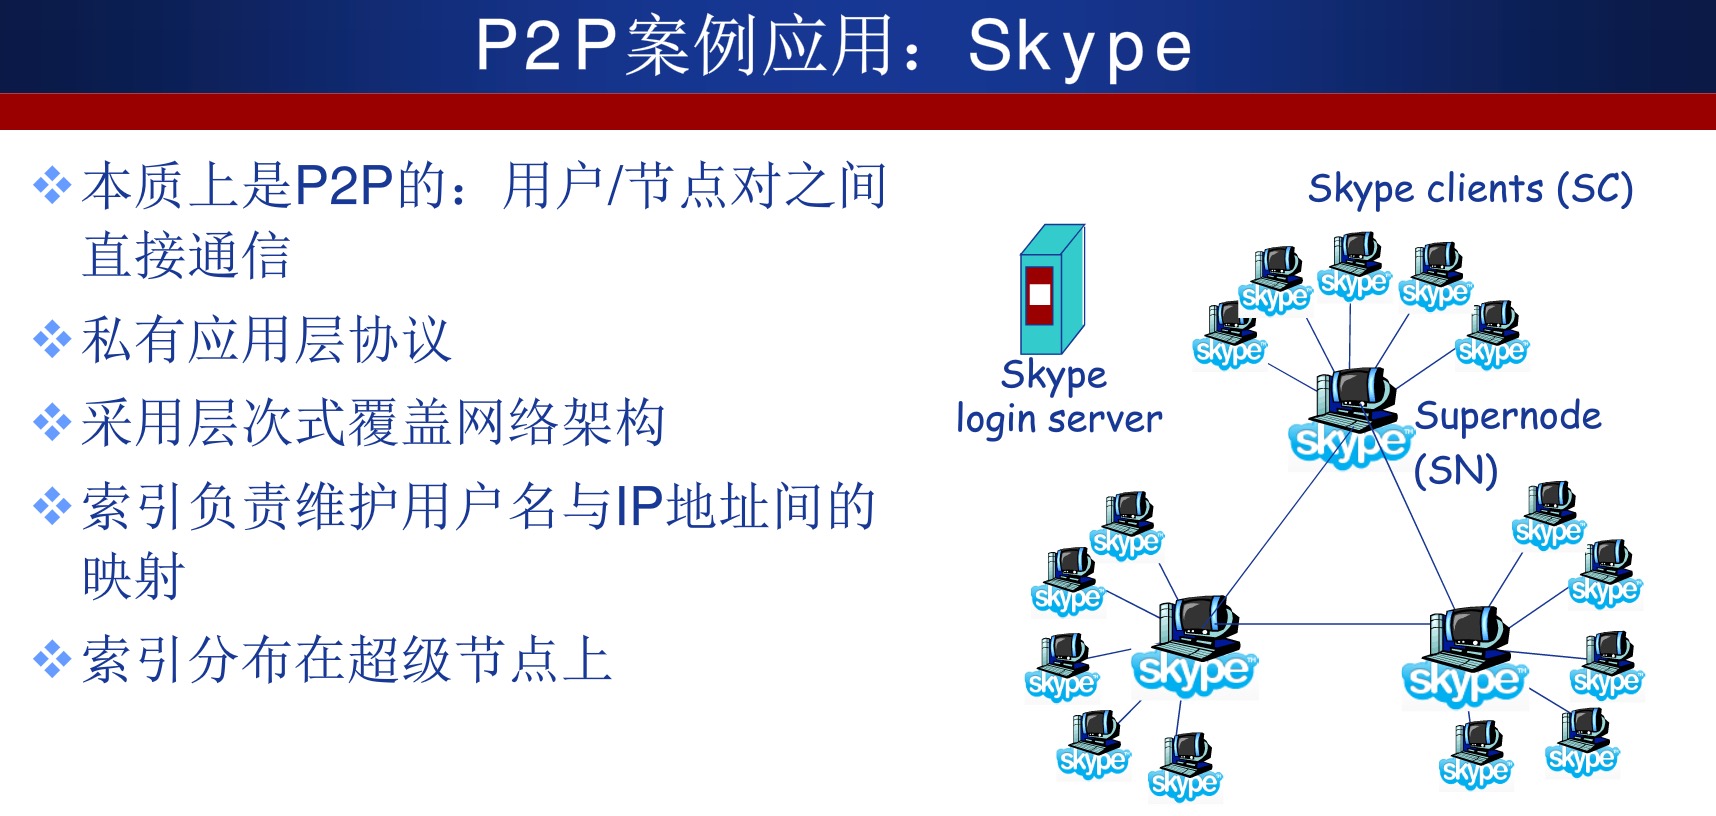 P2P案例应用：Skype
本质上是P2P的：用户/节点对之间
直接通信
私有应用层协议
采用层次式覆盖网络架构
索引负责维护用户名与IP地址间的
映射
索引分布在超级节点上
Skype clients (SC)
skype
skype
skype
skype
skype
Skype
login server
skype
Supernode
(SN)
skype
skype
skype
skype
skype
skype
skype
skype
skype
skype
skype
skype